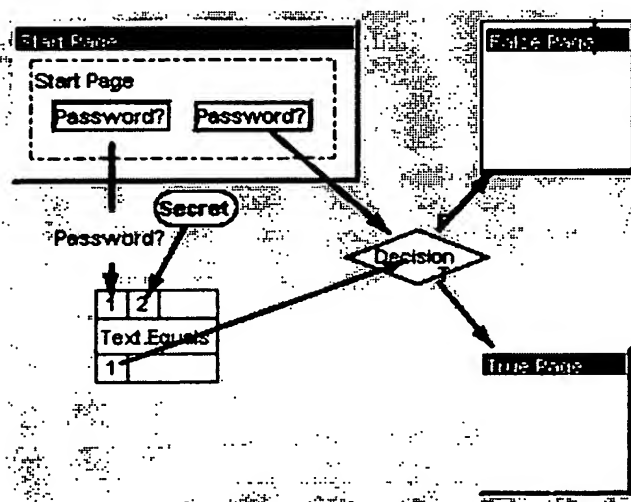 Start Page
False Page
Start Page
Password?
Password?
Secret
F
Password?
Decision
T
1
2
Text.Equals
1
True Page